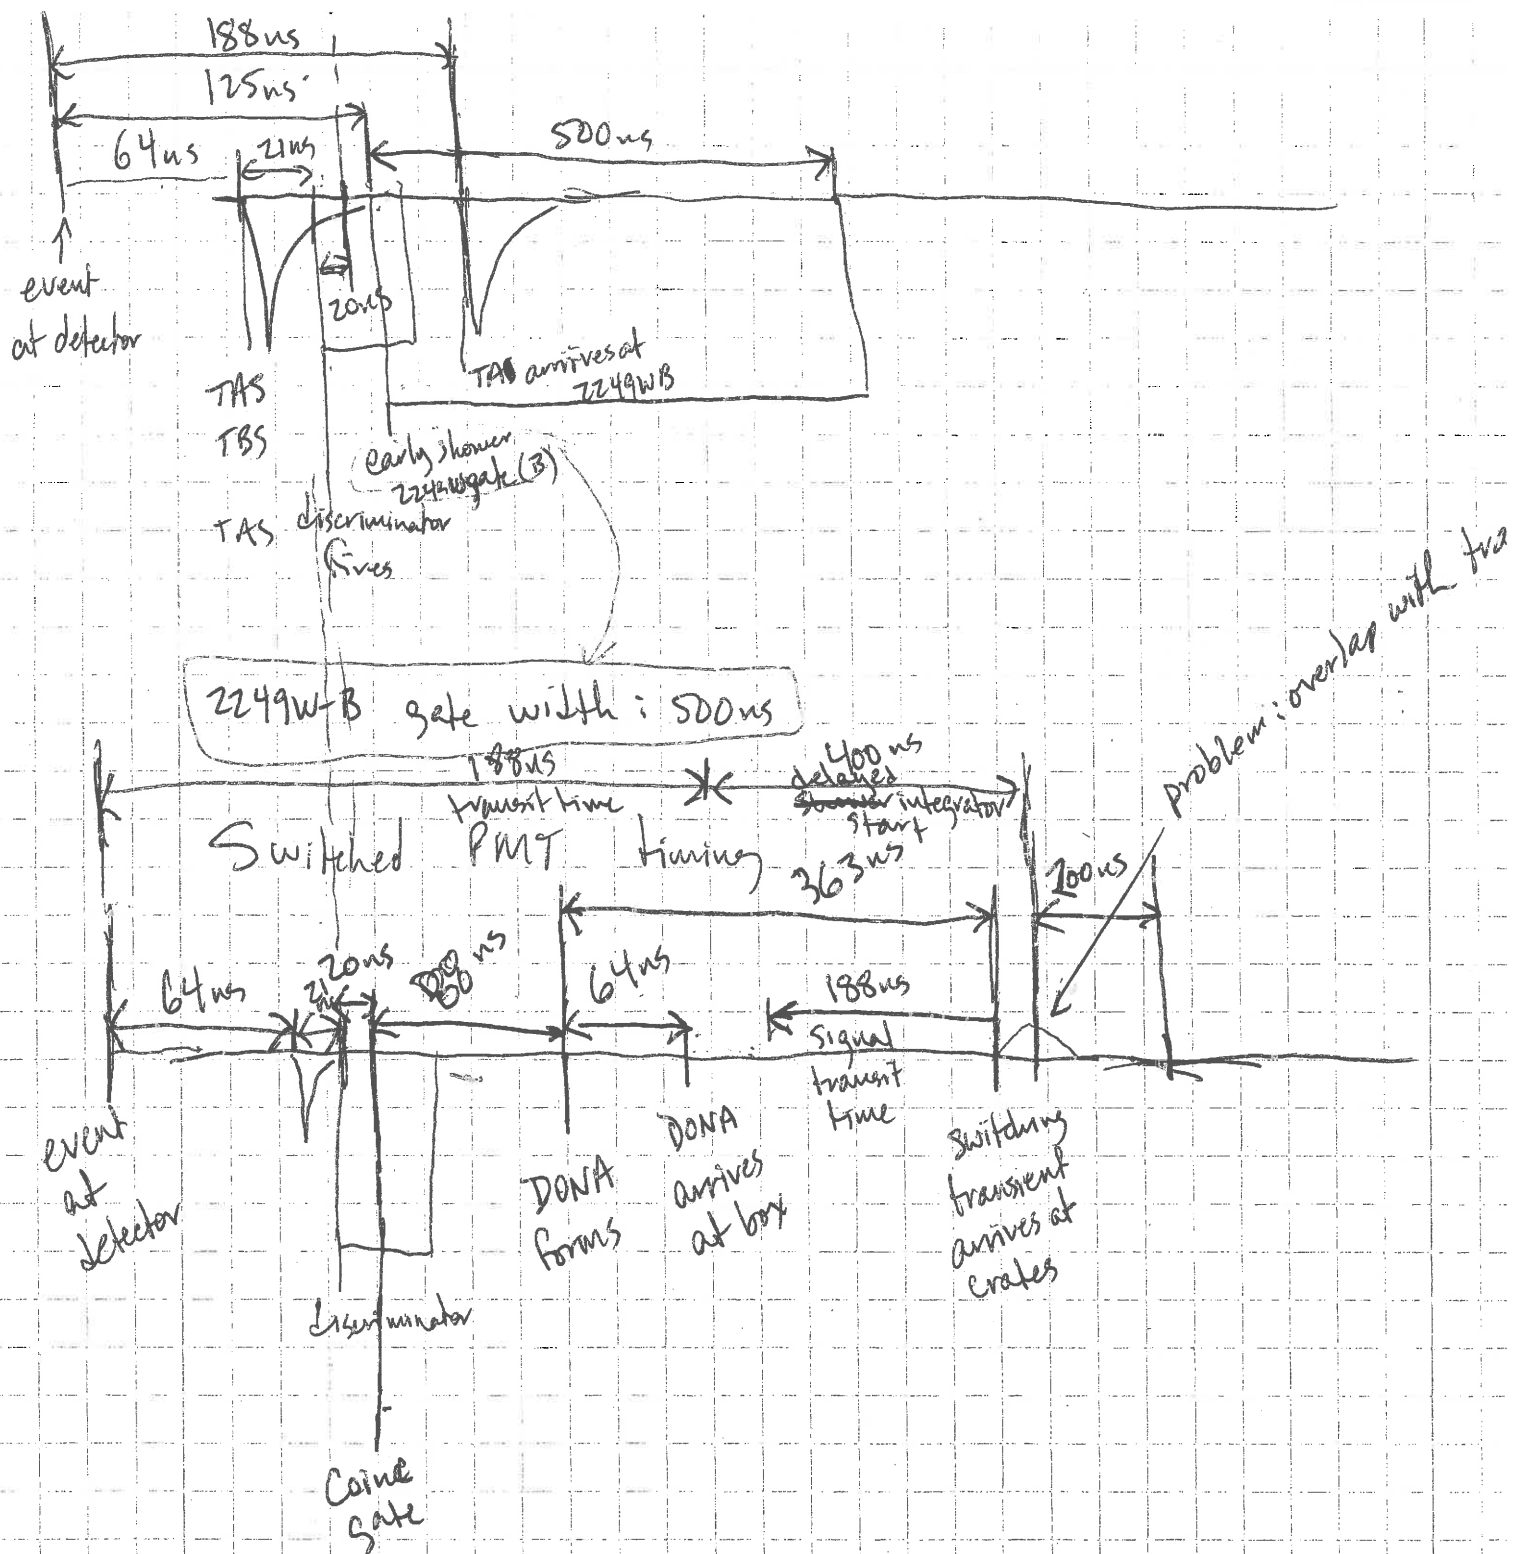 188ns
125ns
64ns
21ns
500ns
event
at detector
20ns
TAS arrives at
2249WB
TAS
TBS
early shower
2249W gate (B)
TAS discriminator
fires
2249W-B gate width : 500ns
problem : overlap with
188ns
transit time
400ns
delayed
integrator
start
Switched PMT timing
363ns
200ns
64ns
21
ns
20ns
ns
64ns
188ns
signal
transit
time
event
at
detector
DONA
forms
DONA
arrives
at box
switching
transient
arrives at
crates
discriminator
Coinc
gate